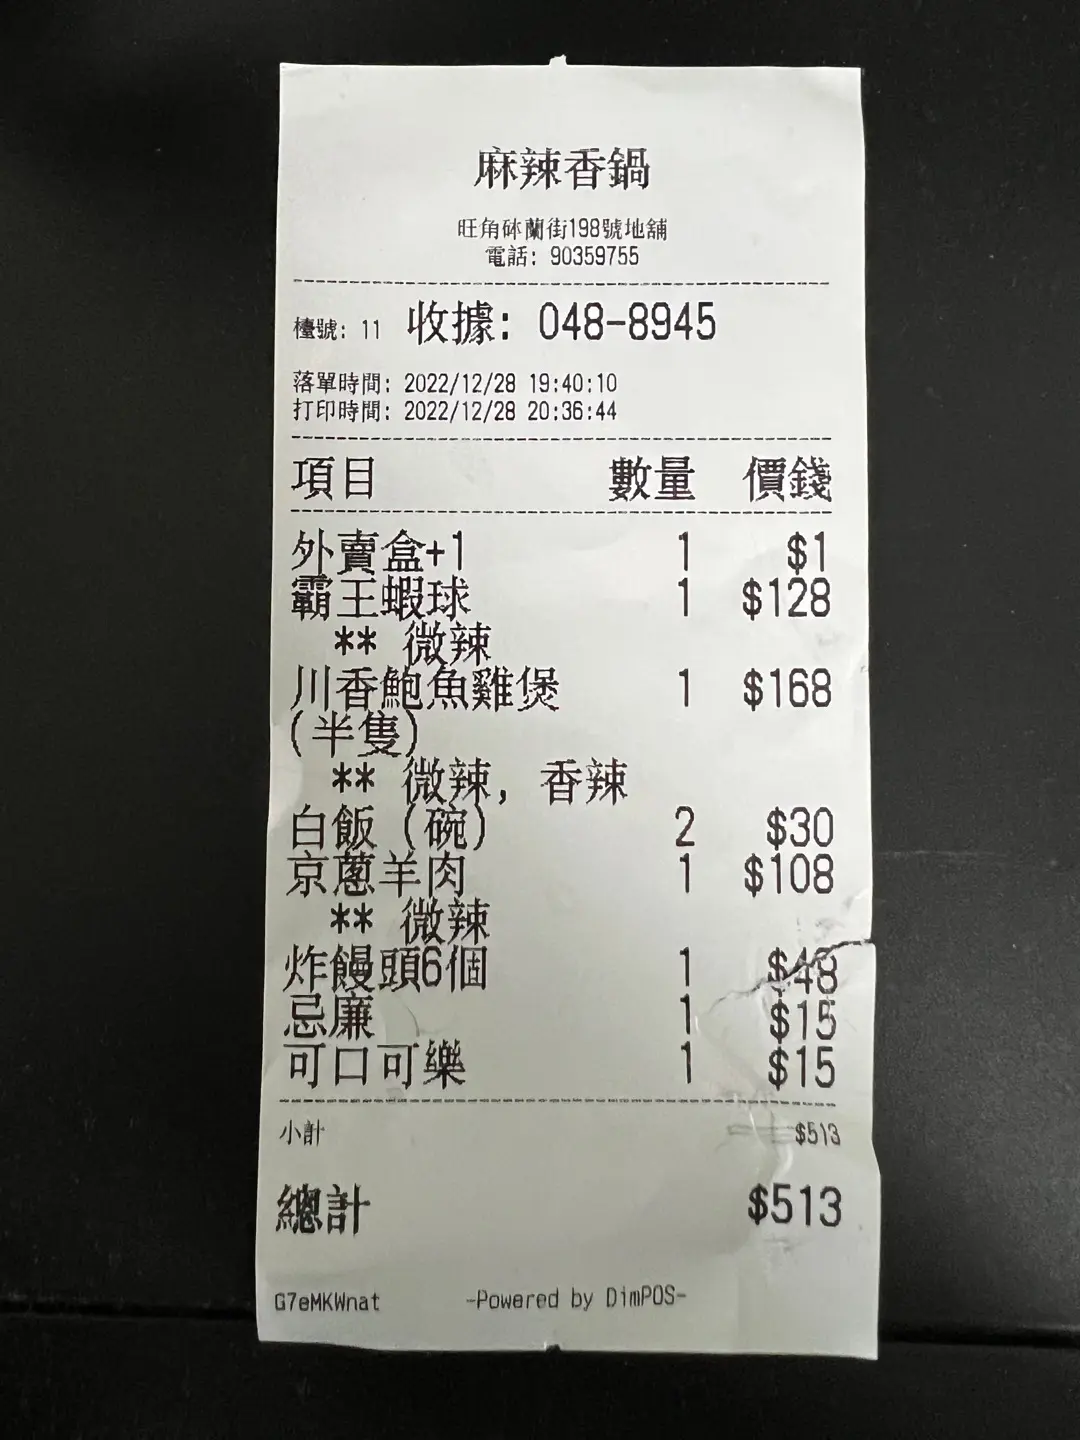 麻辣香鍋
旺角砵蘭街198號地舖
電話: 90359755
檯號: 11 收據: 048-8945
落單時間: 2022/12/28 19:40:10
打印時間: 2022/12/28 20:36:44
項目 數量 價錢
外賣盒+1 1 $1
霸王蝦球 1 $128
** 微辣
川香鮑魚雞煲 1 $168
(半隻)
** 微辣, 香辣
白飯(碗) 2 $30
京蔥羊肉 1 $108
** 微辣
炸饅頭6個 1 $48
忌廉 1 $15
可口可樂 1 $15
小計 $513
總計 $513
G7eMKWnat -Powered by DimPOS-